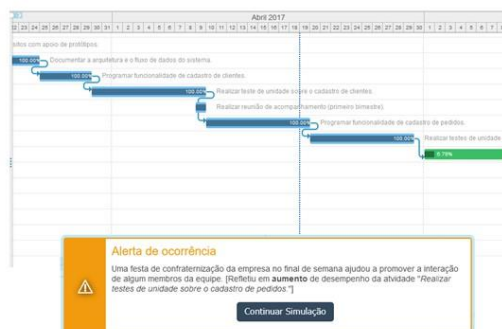 Abril 2017
22 23 24 25 26 27 28 29 30 31 1 2 3 4 5 6 7 8 9 10 11 12 13 14 15 16 17 18 19 20 21 22 23 24 25 26 27 28 29 30 1 2 3 4 5 6 7 8
sitos com apoio de protótipos.
100.00% Documentar a arquitetura e o fluxo de dados do sistema.
100.00% Programar funcionalidade de cadastro de clientes.
100.00% Realizar teste de unidade sobre o cadastro de clientes.
Realizar reunião de acompanhamento (primeiro bimestre).
100.00% Programar funcionalidade de cadastro de pedidos.
100.00% Realizar testes de unidade
9.78%
Alerta de ocorrência
Uma festa de confraternização da empresa no final de semana ajudou a promover a interação
de algum membros da equipe. [Refletiu em aumento de desempenho da atividade "Realizar
testes de unidade sobre o cadastro de pedidos."]
Continuar Simulação